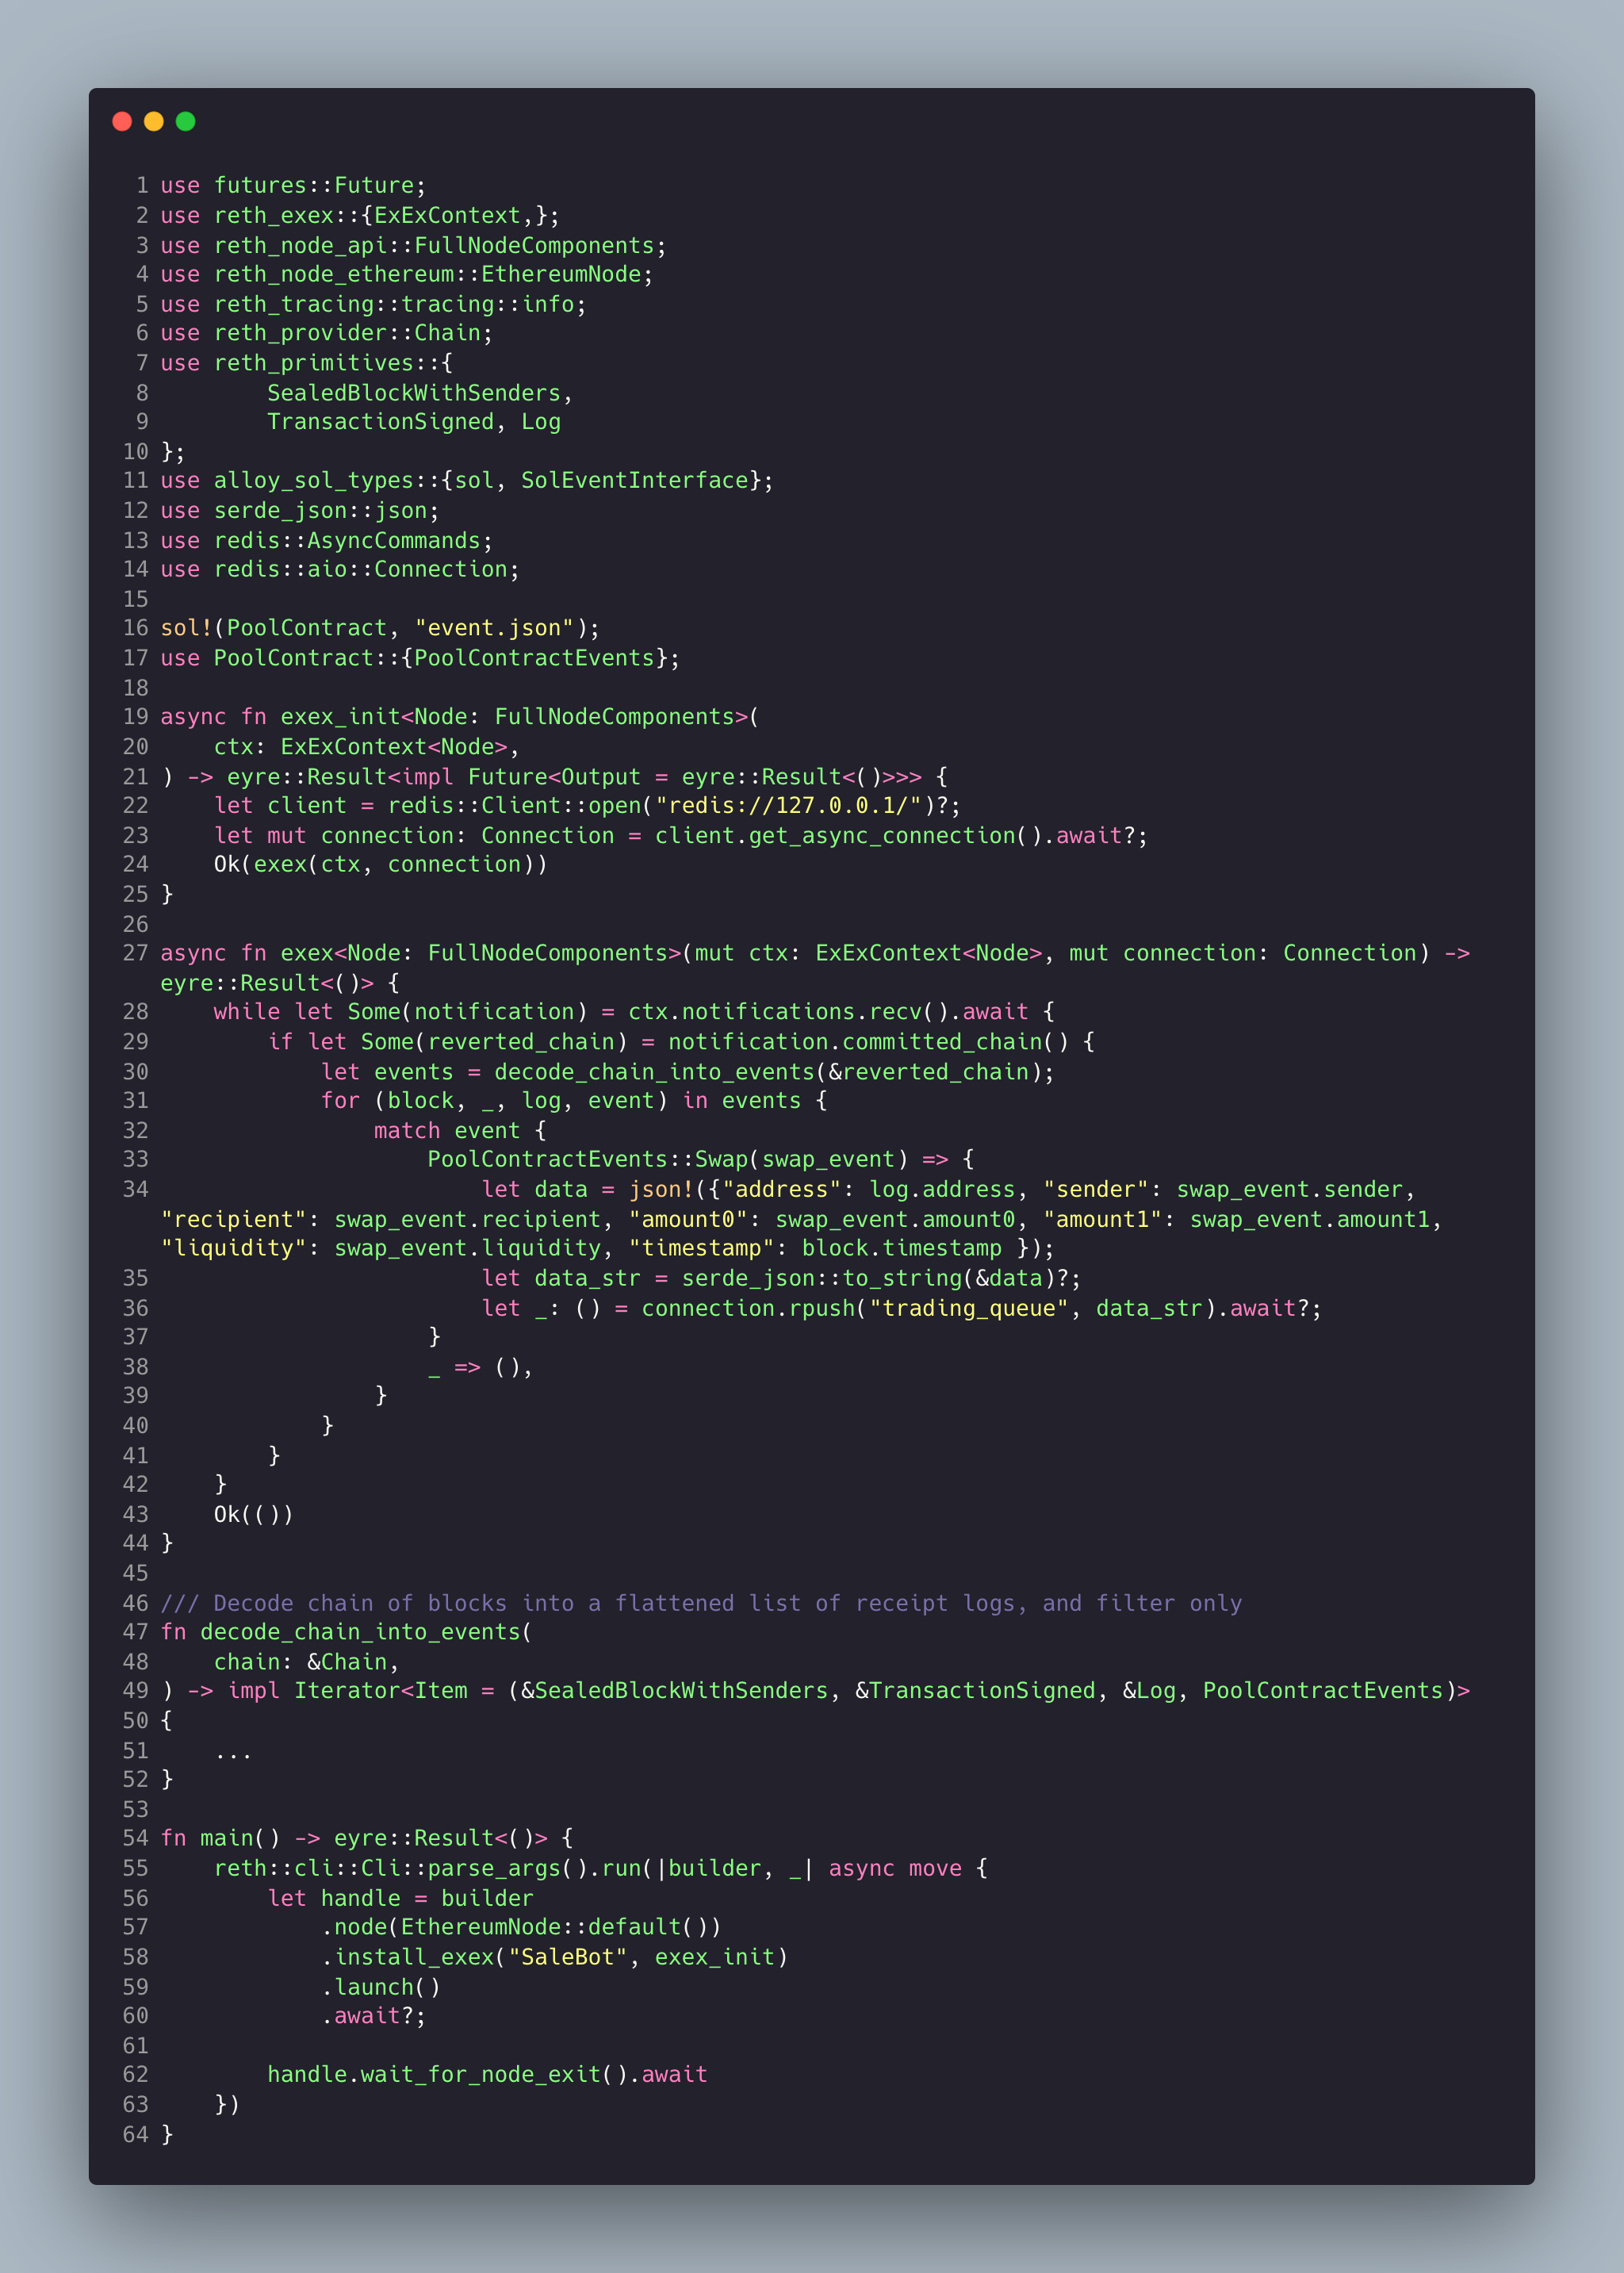 1 use futures::Future;
2 use reth_exex::{ExExContext,};
3 use reth_node_api::FullNodeComponents;
4 use reth_node_ethereum::EthereumNode;
5 use reth_tracing::tracing::info;
6 use reth_provider::Chain;
7 use reth_primitives::{
8         SealedBlockWithSenders,
9         TransactionSigned, Log
10 };
11 use alloy_sol_types::{sol, SolEventInterface};
12 use serde_json::json;
13 use redis::AsyncCommands;
14 use redis::aio::Connection;
15
16 sol!(PoolContract, "event.json");
17 use PoolContract::{PoolContractEvents};
18
19 async fn exex_init<Node: FullNodeComponents>(
20     ctx: ExExContext<Node>,
21 ) -> eyre::Result<impl Future<Output = eyre::Result<()>>> {
22     let client = redis::Client::open("redis://127.0.0.1/")?;
23     let mut connection: Connection = client.get_async_connection().await?;
24     Ok(exex(ctx, connection))
25 }
26
27 async fn exex<Node: FullNodeComponents>(mut ctx: ExExContext<Node>, mut connection: Connection) ->
eyre::Result<()> {
28     while let Some(notification) = ctx.notifications.recv().await {
29         if let Some(reverted_chain) = notification.committed_chain() {
30             let events = decode_chain_into_events(&reverted_chain);
31             for (block, _, log, event) in events {
32                 match event {
33                     PoolContractEvents::Swap(swap_event) => {
34                         let data = json!({"address": log.address, "sender": swap_event.sender,
"recipient": swap_event.recipient, "amount0": swap_event.amount0, "amount1": swap_event.amount1,
"liquidity": swap_event.liquidity, "timestamp": block.timestamp });
35                         let data_str = serde_json::to_string(&data)?;
36                         let _: () = connection.rpush("trading_queue", data_str).await?;
37                     }
38                     _ => (),
39                 }
40             }
41         }
42     }
43     Ok(())
44 }
45
46 /// Decode chain of blocks into a flattened list of receipt logs, and filter only
47 fn decode_chain_into_events(
48     chain: &Chain,
49 ) -> impl Iterator<Item = (&SealedBlockWithSenders, &TransactionSigned, &Log, PoolContractEvents)>
50 {
51     ...
52 }
53
54 fn main() -> eyre::Result<()> {
55     reth::cli::Cli::parse_args().run(|builder, _| async move {
56         let handle = builder
57             .node(EthereumNode::default())
58             .install_exex("SaleBot", exex_init)
59             .launch()
60             .await?;
61
62         handle.wait_for_node_exit().await
63     })
64 }